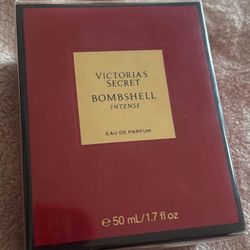 VICTORIA'S
SECRET
BOMBSHELL
INTENSE
EAU DE PARFUM
℮ 50 mL/1.7 fl oz